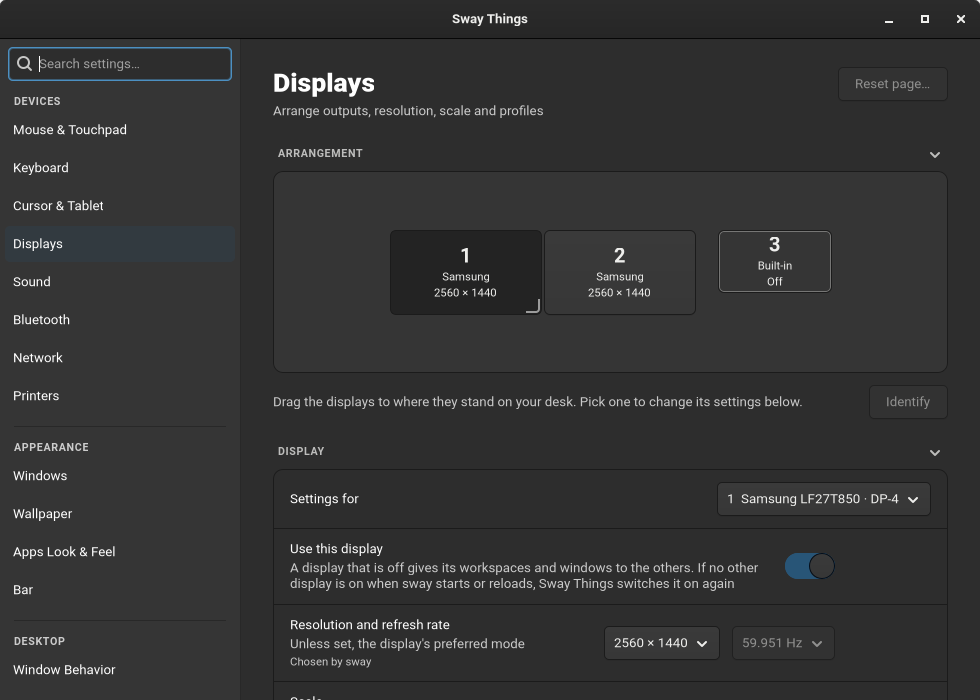 Sway Things
Search settings...
DEVICES
Mouse & Touchpad
Keyboard
Cursor & Tablet
Displays
Sound
Bluetooth
Network
Printers
APPEARANCE
Windows
Wallpaper
Apps Look & Feel
Bar
DESKTOP
Window Behavior
Displays
Reset page...
Arrange outputs, resolution, scale and profiles
ARRANGEMENT
1
Samsung
2560 × 1440
2
Samsung
2560 × 1440
3
Built-in
Off
Drag the displays to where they stand on your desk. Pick one to change its settings below.
Identify
DISPLAY
Settings for
1 Samsung LF27T850 · DP-4
Use this display
A display that is off gives its workspaces and windows to the others. If no other
display is on when sway starts or reloads, Sway Things switches it on again
Resolution and refresh rate
Unless set, the display's preferred mode
Chosen by sway
2560 × 1440
59.951 Hz